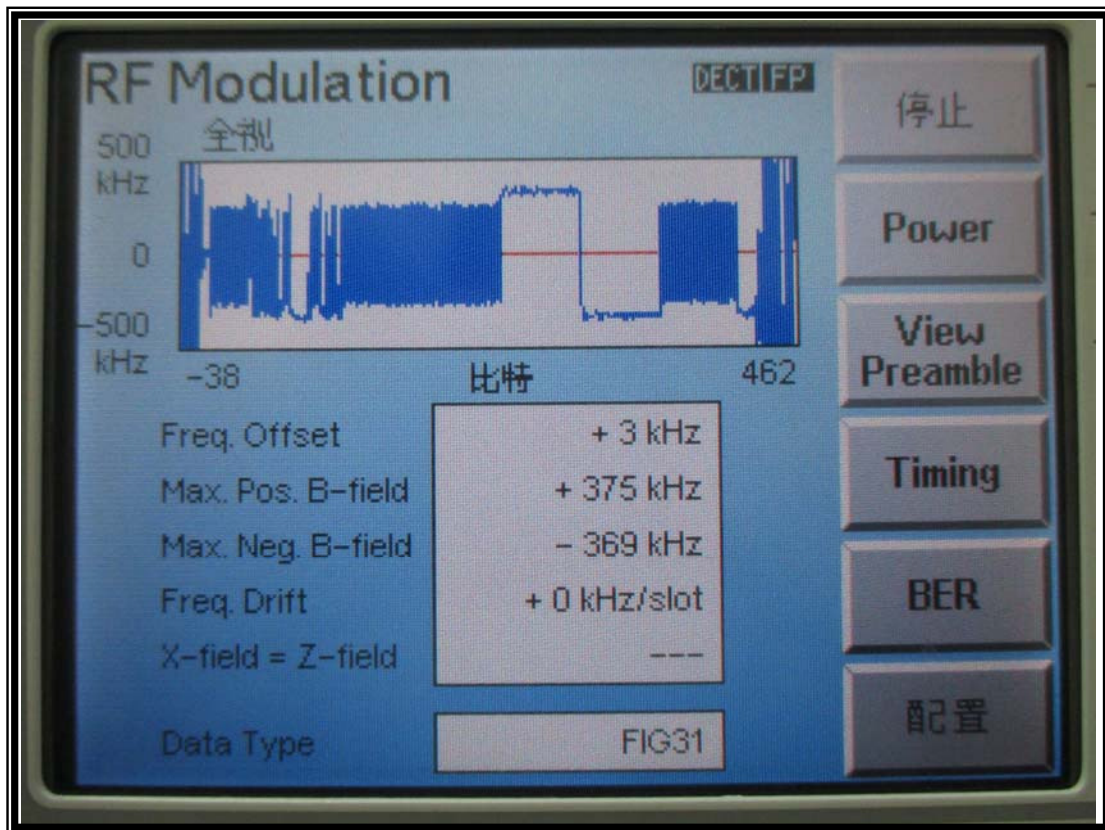 RF Modulation
DECT FP
停止
500 kHz
全视
0
-500 kHz
-38
比特
462
Power
View Preamble
Timing
BER
配置
Freq. Offset + 3 kHz
Max. Pos. B-field + 375 kHz
Max. Neg. B-field - 369 kHz
Freq. Drift + 0 kHz/slot
X-field = Z-field ---
Data Type FIG31